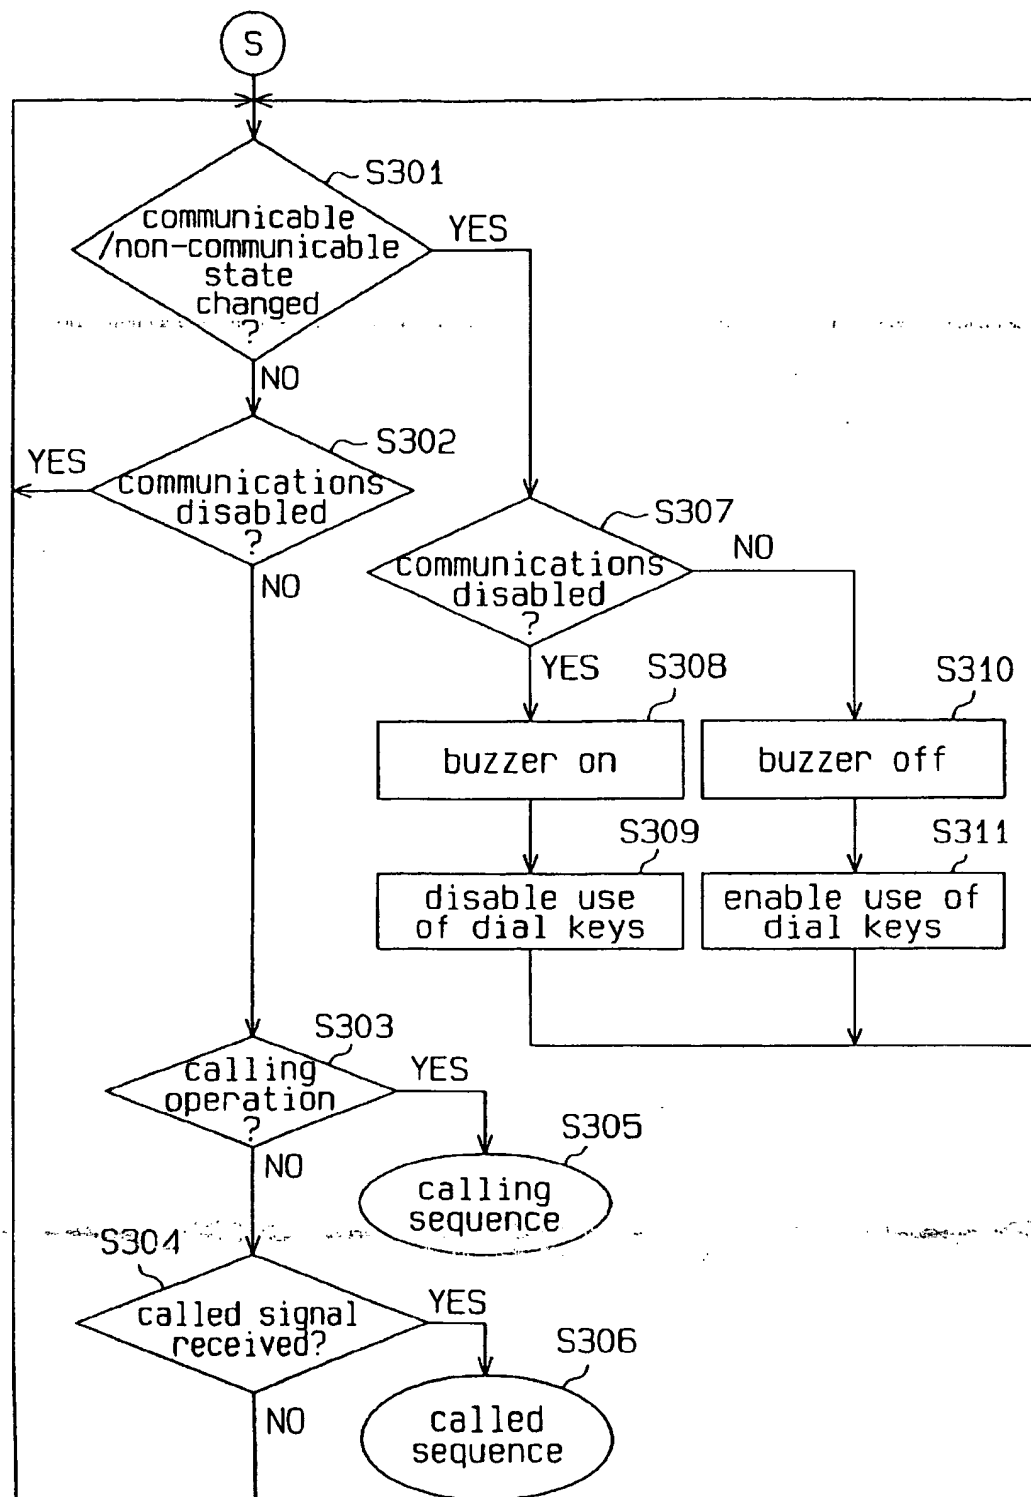 S
S301
communicable
/non-communicable
state
changed
?
YES
NO
S302
YES
communications
disabled
?
NO
S307
communications
disabled
?
NO
YES
S308
buzzer on
S310
buzzer off
S309
disable use
of dial keys
S311
enable use of
dial keys
S303
calling
operation
?
YES
NO
S305
calling
sequence
S304
called signal
received?
YES
NO
S306
called
sequence